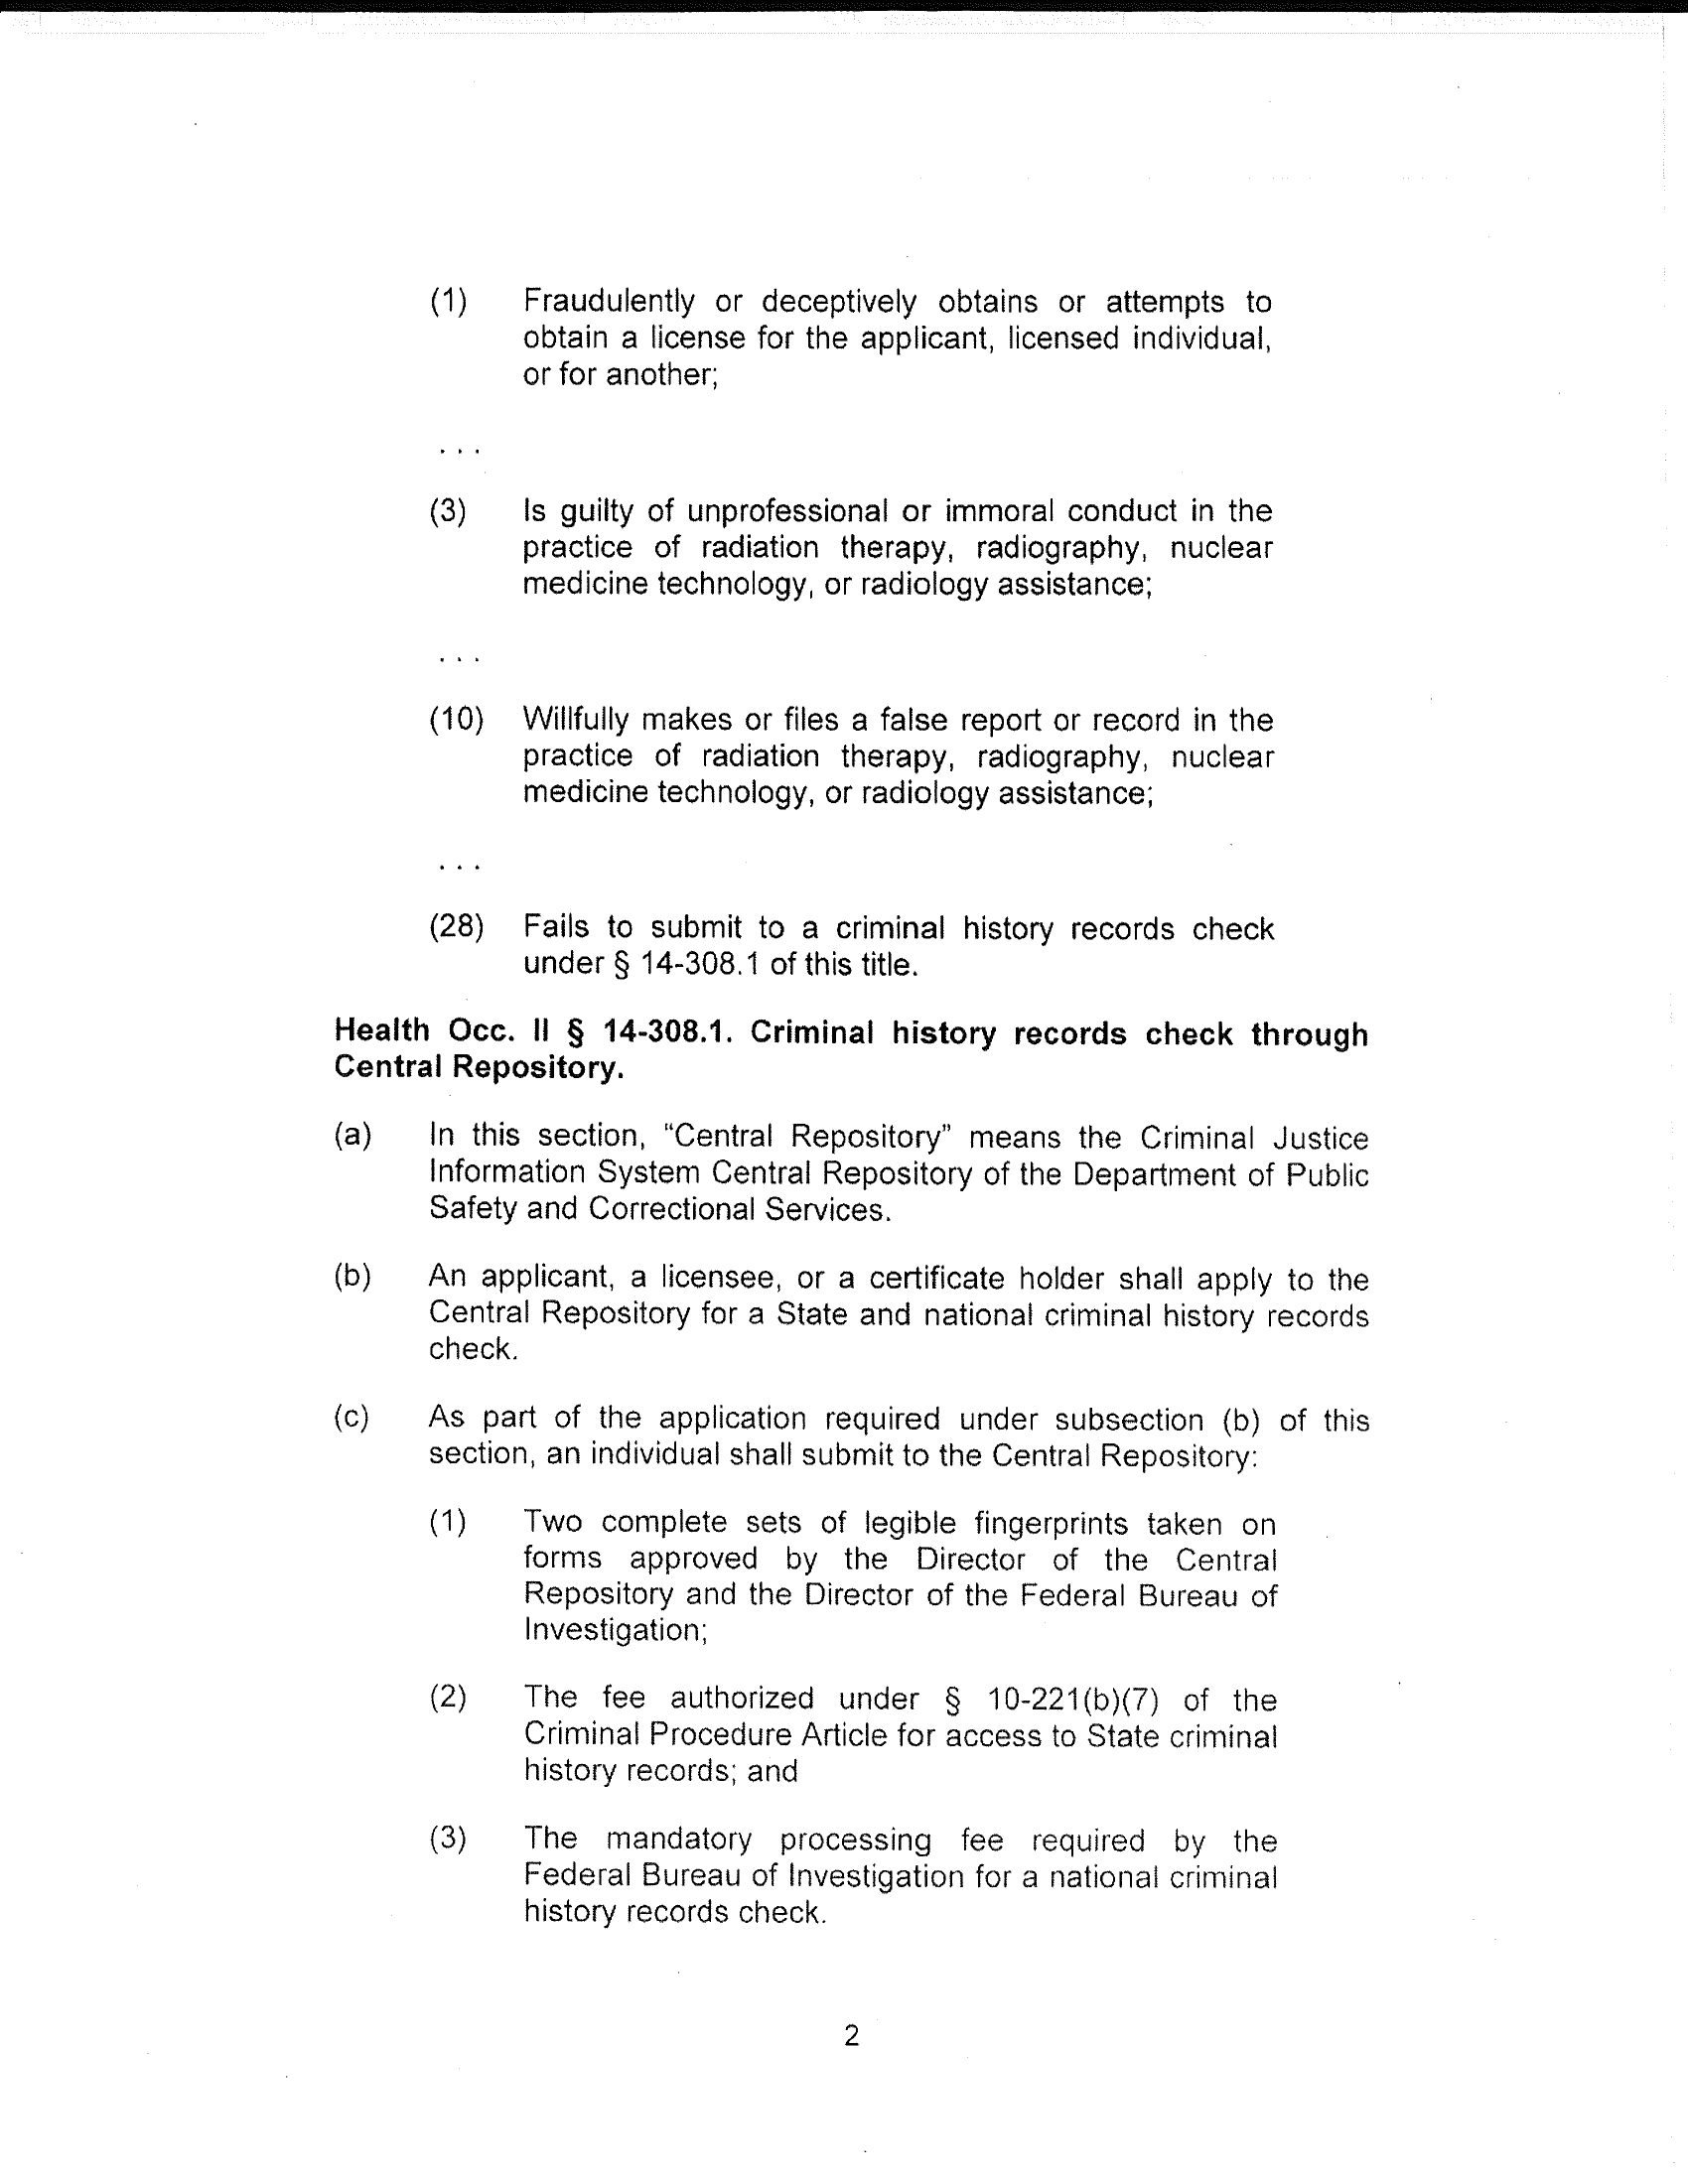 (1) Fraudulently or deceptively obtains or attempts to
obtain a license for the applicant, licensed individual,
or for another;
. . .
(3) Is guilty of unprofessional or immoral conduct in the
practice of radiation therapy, radiography, nuclear
medicine technology, or radiology assistance;
. . .
(10) Willfully makes or files a false report or record in the
practice of radiation therapy, radiography, nuclear
medicine technology, or radiology assistance;
. . .
(28) Fails to submit to a criminal history records check
under § 14-308.1 of this title.
Health Occ. II § 14-308.1. Criminal history records check through
Central Repository.
(a) In this section, “Central Repository” means the Criminal Justice
Information System Central Repository of the Department of Public
Safety and Correctional Services.
(b) An applicant, a licensee, or a certificate holder shall apply to the
Central Repository for a State and national criminal history records
check.
(c) As part of the application required under subsection (b) of this
section, an individual shall submit to the Central Repository:
(1) Two complete sets of legible fingerprints taken on
forms approved by the Director of the Central
Repository and the Director of the Federal Bureau of
Investigation;
(2) The fee authorized under § 10-221(b)(7) of the
Criminal Procedure Article for access to State criminal
history records; and
(3) The mandatory processing fee required by the
Federal Bureau of Investigation for a national criminal
history records check.
2